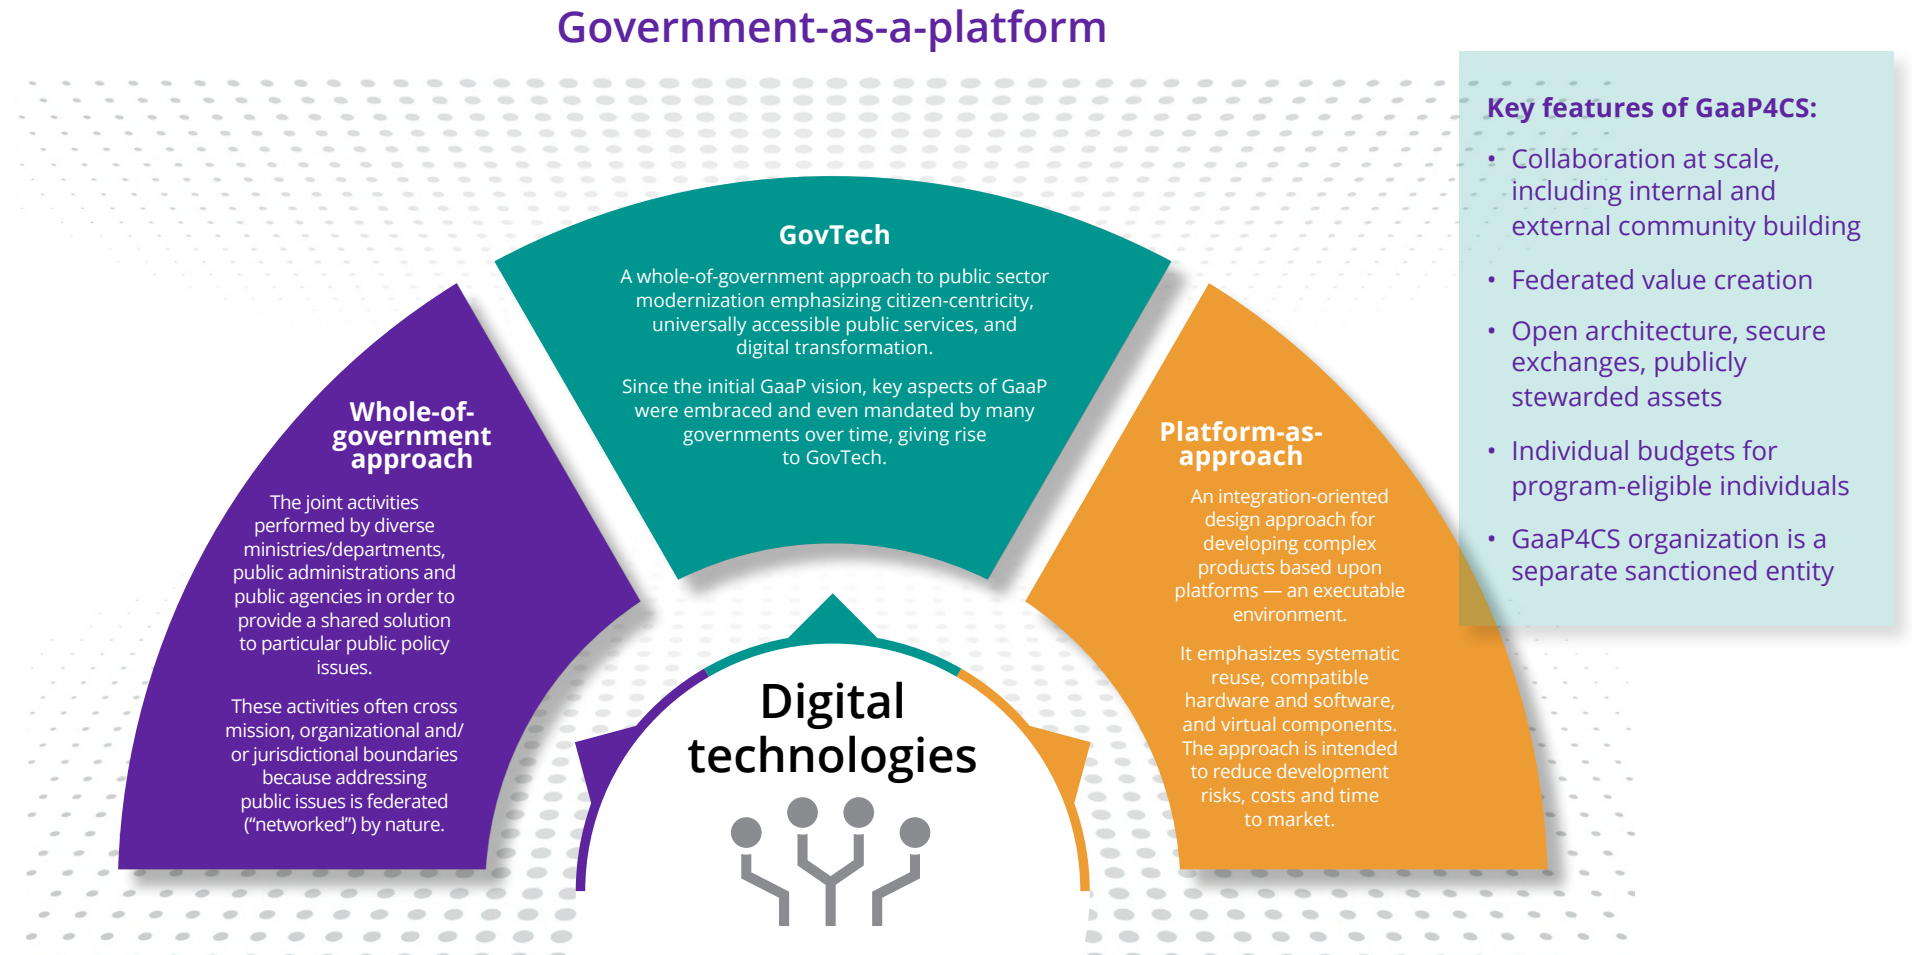 Government-as-a-platform
Whole-of-
government
approach
The joint activities
performed by diverse
ministries/departments,
public administrations and
public agencies in order to
provide a shared solution
to particular public policy
issues.
These activities often cross
mission, organizational and/
or jurisdictional boundaries
because addressing
public issues is federated
(“networked”) by nature.
GovTech
A whole-of-government approach to public sector
modernization emphasizing citizen-centricity,
universally accessible public services, and
digital transformation.
Since the initial GaaP vision, key aspects of GaaP
were embraced and even mandated by many
governments over time, giving rise
to GovTech.
Platform-as-
approach
An integration-oriented
design approach for
developing complex
products based upon
platforms — an executable
environment.
It emphasizes systematic
reuse, compatible
hardware and software,
and virtual components.
The approach is intended
to reduce development
risks, costs and time
to market.
Digital
technologies
Key features of GaaP4CS:
• Collaboration at scale,
including internal and
external community building
• Federated value creation
• Open architecture, secure
exchanges, publicly
stewarded assets
• Individual budgets for
program-eligible individuals
• GaaP4CS organization is a
separate sanctioned entity